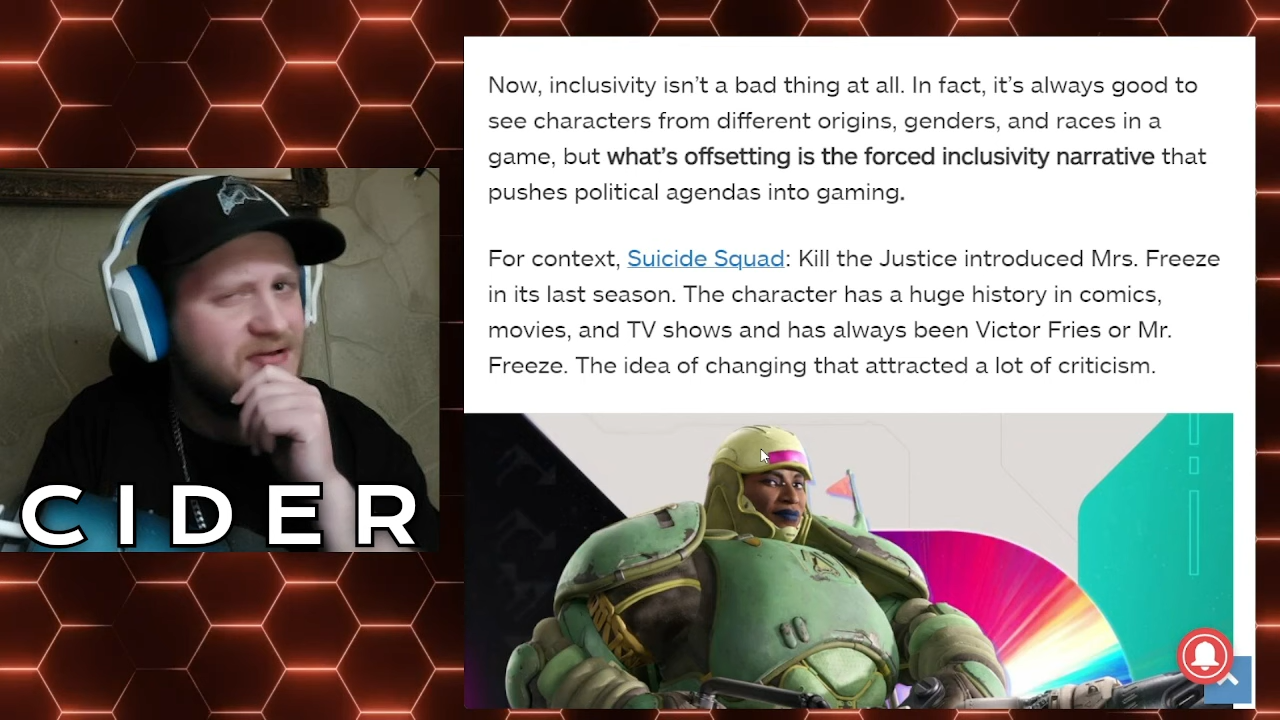 Now, inclusivity isn’t a bad thing at all. In fact, it’s always good to
see characters from different origins, genders, and races in a
game, but what’s offsetting is the forced inclusivity narrative that
pushes political agendas into gaming.
For context, Suicide Squad: Kill the Justice introduced Mrs. Freeze
in its last season. The character has a huge history in comics,
movies, and TV shows and has always been Victor Fries or Mr.
Freeze. The idea of changing that attracted a lot of criticism.
CIDER